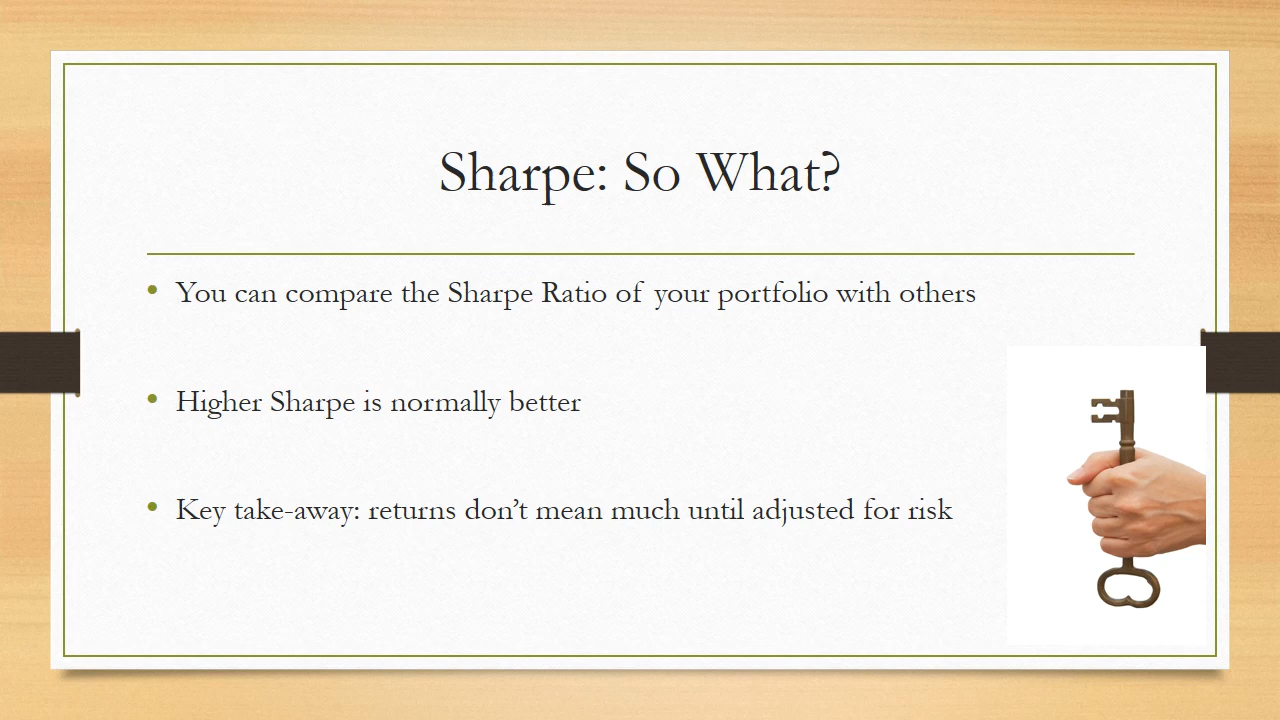 Sharpe: So What?
• You can compare the Sharpe Ratio of your portfolio with others
• Higher Sharpe is normally better
• Key take-away: returns don’t mean much until adjusted for risk